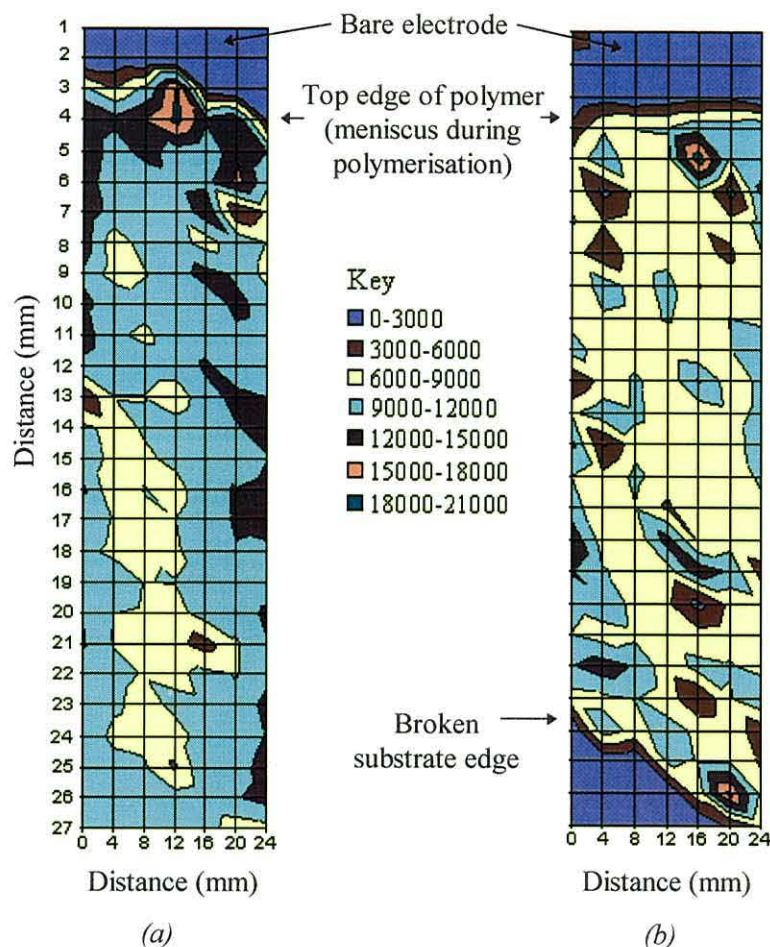 Bare electrode
Top edge of polymer
(meniscus during
polymerisation)
Key
0-3000
3000-6000
6000-9000
9000-12000
12000-15000
15000-18000
18000-21000
Broken
substrate edge
Distance (mm)
1
2
3
4
5
6
7
8
9
10
11
12
13
14
15
16
17
18
19
20
21
22
23
24
25
26
27
0 4 8 12 16 20 24
0 4 8 12 16 20 24
Distance (mm)
Distance (mm)
(a)
(b)